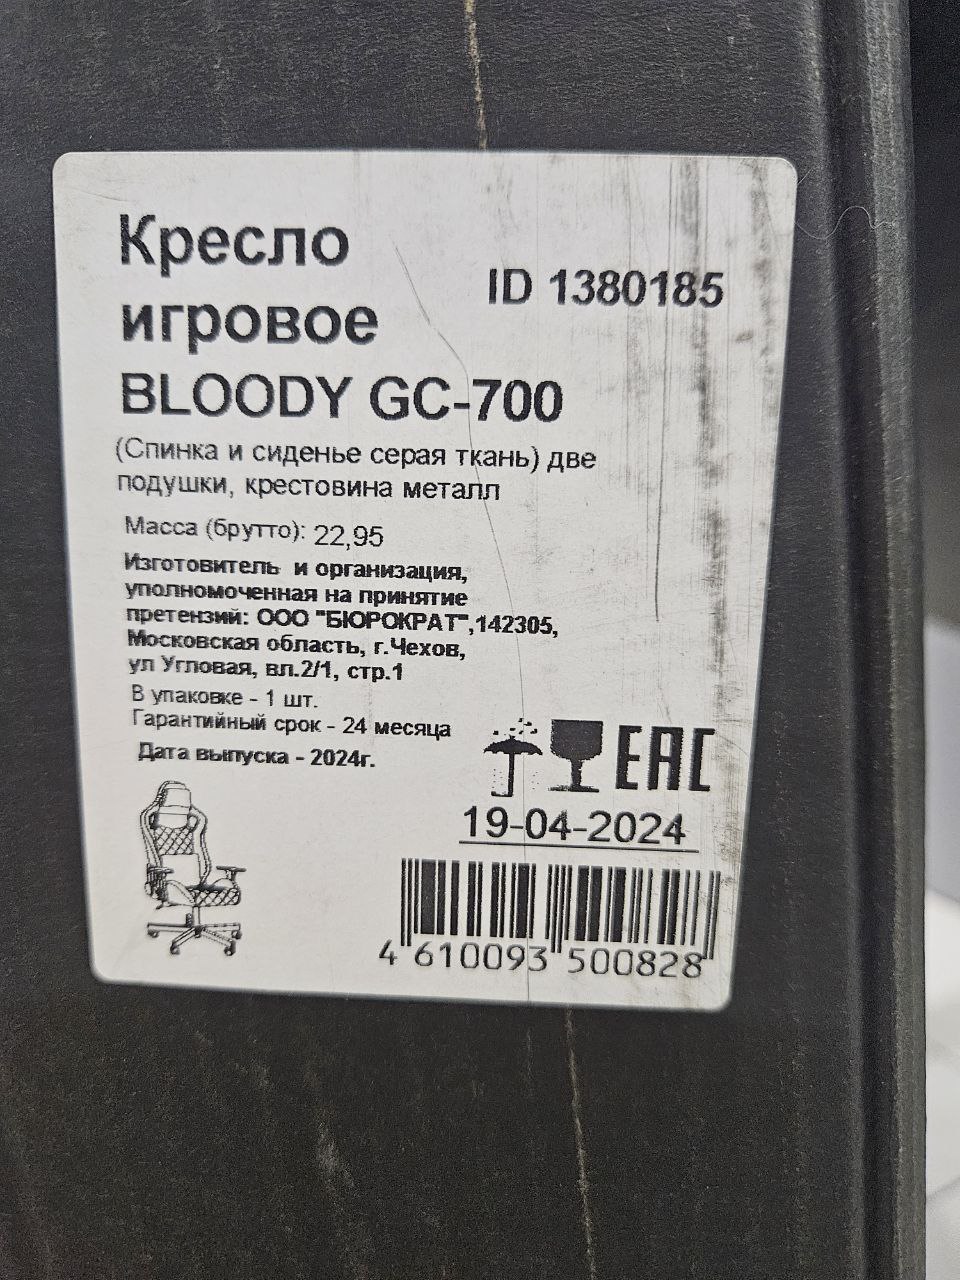 Кресло
игровое
ID 1380185
BLOODY GC-700
(Спинка и сиденье серая ткань) две
подушки, крестовина металл
Масса (брутто): 22,95
Изготовитель и организация,
уполномоченная на принятие
претензий: ООО "БЮРОКРАТ",142305,
Московская область, г.Чехов,
ул Угловая, вл.2/1, стр.1
В упаковке - 1 шт.
Гарантийный срок - 24 месяца
Дата выпуска - 2024г.
EAC
19-04-2024
4 610093 500828